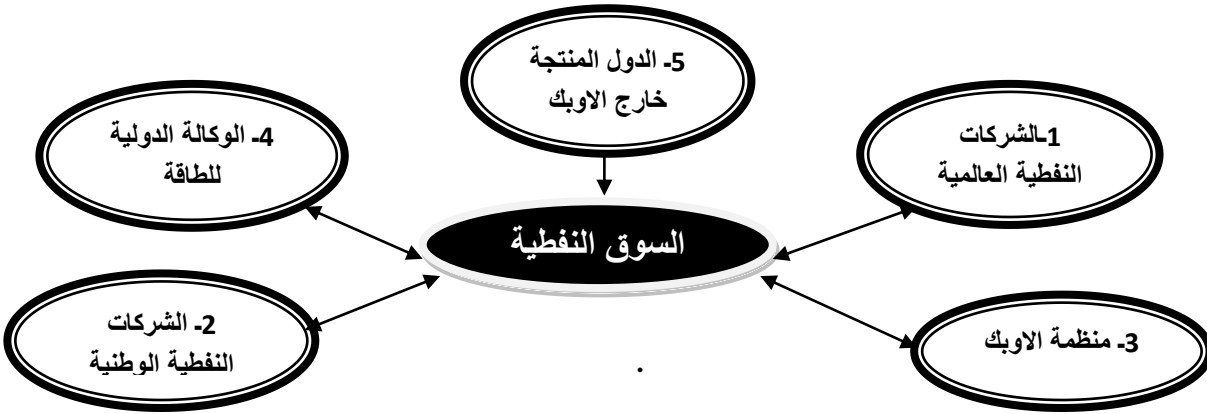 5- الدول المنتجة
خارج الاوبك
1-الشركات
النفطية العالمية
4- الوكالة الدولية
للطاقة
السوق النفطية
2- الشركات
النفطية الوطنية
3- منظمة الاوبك
.